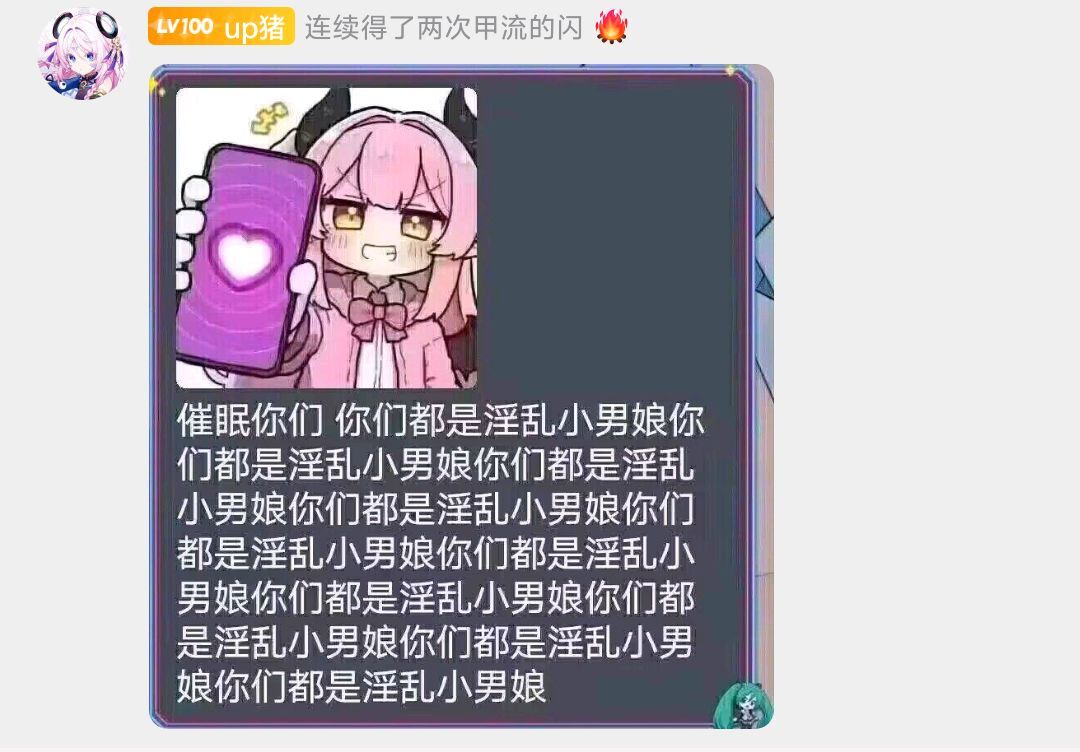 LV100 up猪 连续得了两次甲流的闪 🔥
催眠你们 你们都是淫乱小男娘你
们都是淫乱小男娘你们都是淫乱
小男娘你们都是淫乱小男娘你们
都是淫乱小男娘你们都是淫乱小
男娘你们都是淫乱小男娘你们都
是淫乱小男娘你们都是淫乱小男
娘你们都是淫乱小男娘